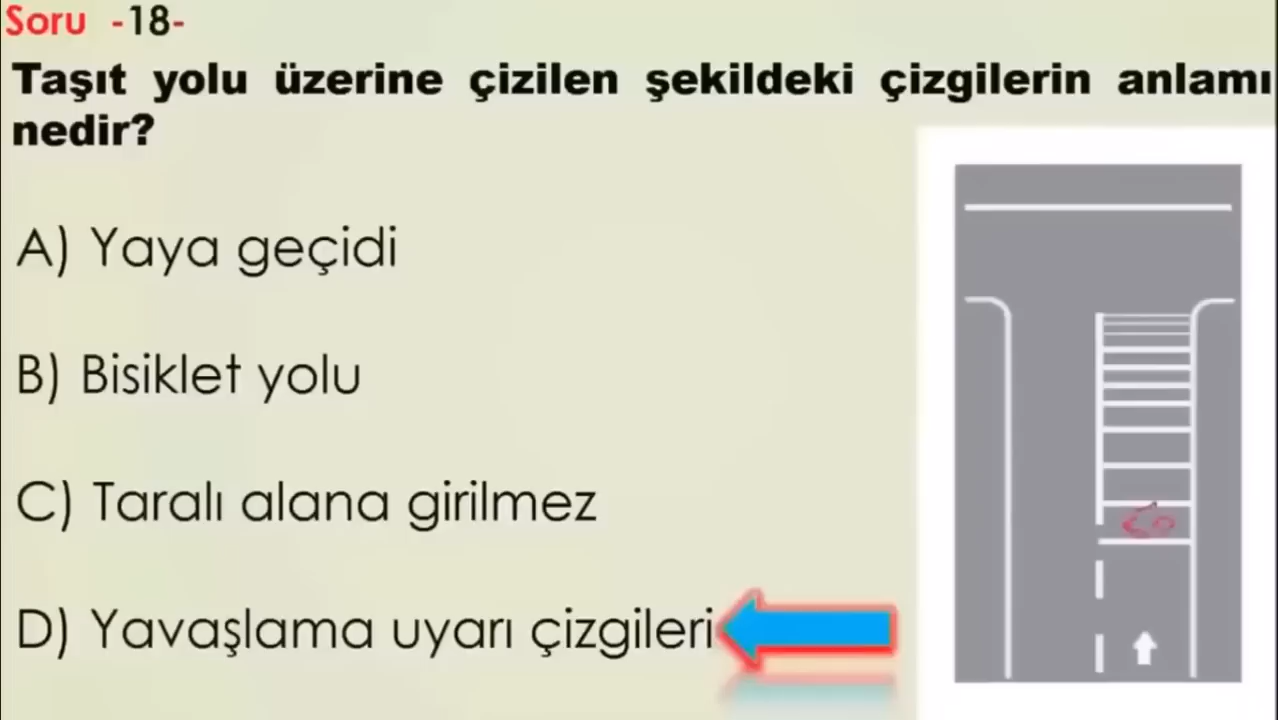 Soru -18-
Taşıt yolu üzerine çizilen şekildeki çizgilerin anlamı
nedir?
A) Yaya geçidi
B) Bisiklet yolu
C) Taralı alana girilmez
D) Yavaşlama uyarı çizgileri